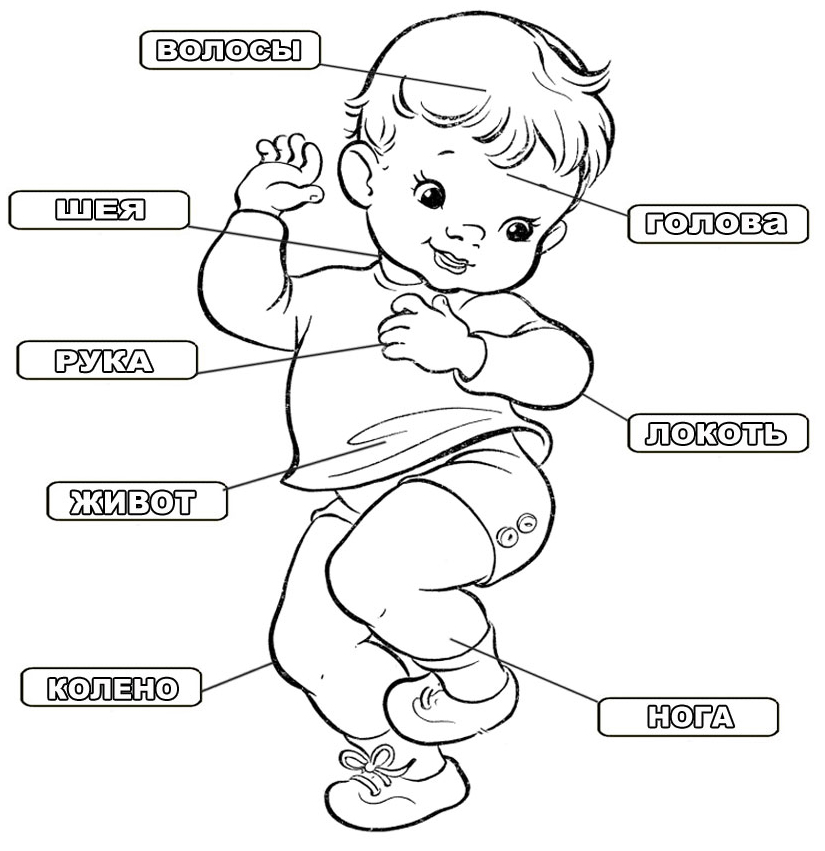 ВОЛОСЫ
ШЕЯ
ГОЛОВА
РУКА
ЛОКОТЬ
ЖИВОТ
КОЛЕНО
НОГА